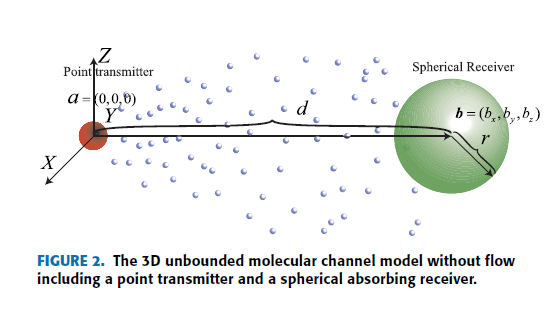 Z
Point transmitter
Spherical Receiver
a = (0,0,0)
Y
d
b = (b_x, b_y, b_z)
r
X
FIGURE 2. The 3D unbounded molecular channel model without flow
including a point transmitter and a spherical absorbing receiver.